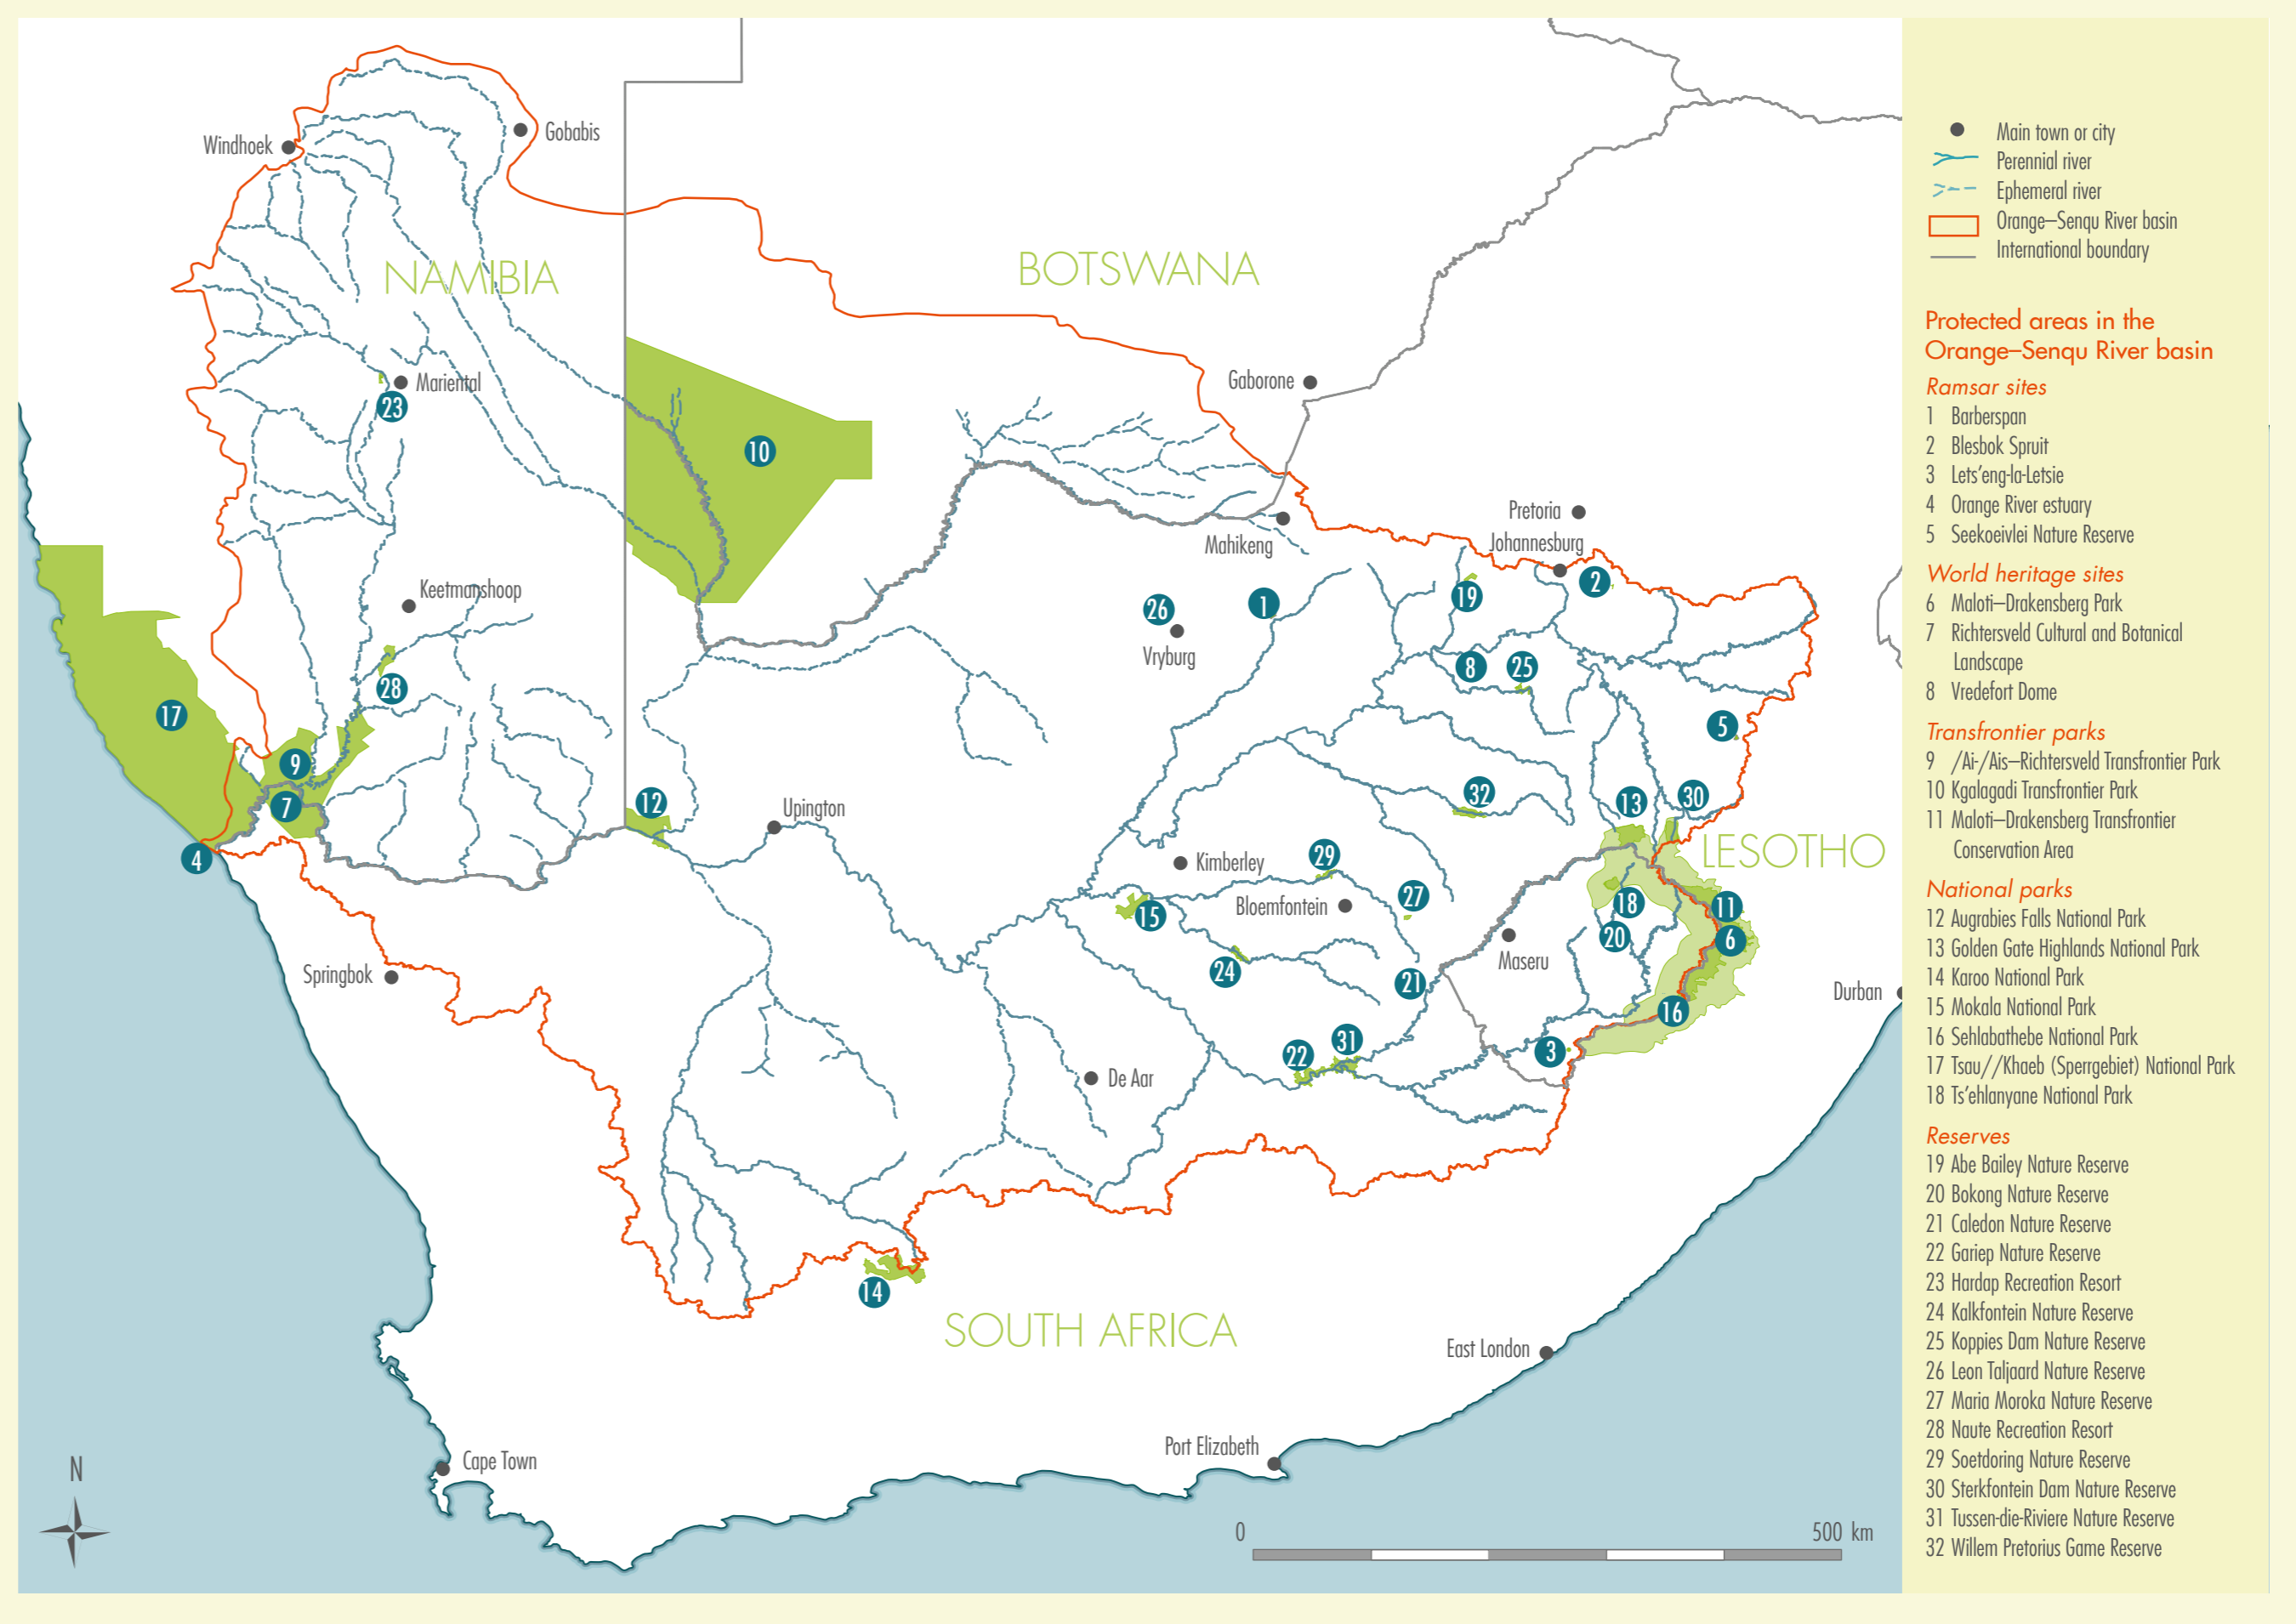 Windhoek
Gobabis
NAMIBIA
BOTSWANA
Mariental
23
10
Gaborone
Pretoria
Johannesburg
Mahikeng
Keetmanshoop
26
1
19
2
Vryburg
8
25
28
17
5
9
7
12
Upington
32
13
30
4
Kimberley
29
LESOTHO
Bloemfontein
27
15
18
11
20
6
Maseru
24
21
Springbok
Durban
16
22
31
3
De Aar
14
SOUTH AFRICA
East London
Port Elizabeth
Cape Town
N
0
500 km
Main town or city
Perennial river
Ephemeral river
Orange–Senqu River basin
International boundary
Protected areas in the
Orange–Senqu River basin
Ramsar sites
1 Barberspan
2 Blesbok Spruit
3 Lets’eng-la-Letsie
4 Orange River estuary
5 Seekoeivlei Nature Reserve
World heritage sites
6 Maloti–Drakensberg Park
7 Richtersveld Cultural and Botanical
Landscape
8 Vredefort Dome
Transfrontier parks
9 /Ai-/Ais–Richtersveld Transfrontier Park
10 Kgalagadi Transfrontier Park
11 Maloti–Drakensberg Transfrontier
Conservation Area
National parks
12 Augrabies Falls National Park
13 Golden Gate Highlands National Park
14 Karoo National Park
15 Mokala National Park
16 Sehlabathebe National Park
17 Tsau//Khaeb (Sperrgebiet) National Park
18 Ts’ehlanyane National Park
Reserves
19 Abe Bailey Nature Reserve
20 Bokong Nature Reserve
21 Caledon Nature Reserve
22 Gariep Nature Reserve
23 Hardap Recreation Resort
24 Kalkfontein Nature Reserve
25 Koppies Dam Nature Reserve
26 Leon Taljaard Nature Reserve
27 Maria Moroka Nature Reserve
28 Naute Recreation Resort
29 Soetdoring Nature Reserve
30 Sterkfontein Dam Nature Reserve
31 Tussen-die-Riviere Nature Reserve
32 Willem Pretorius Game Reserve